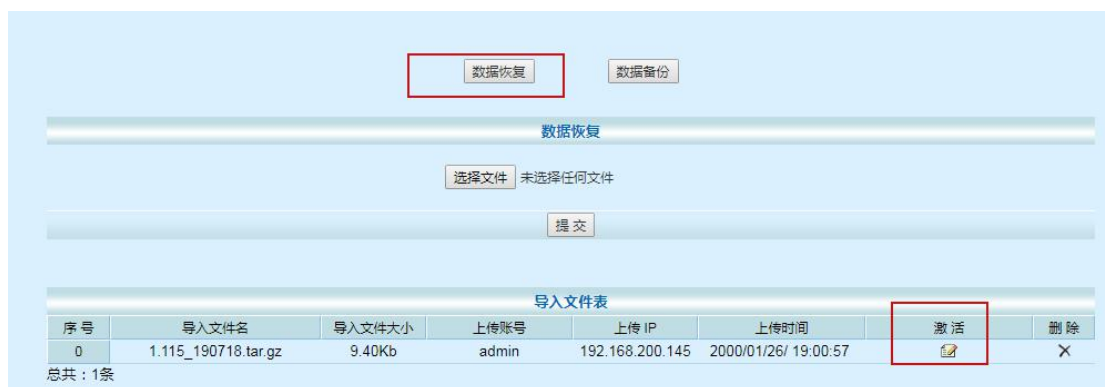 数据恢复 数据备份
数据恢复
选择文件 未选择任何文件
提 交
导入文件表
序 号 导入文件名 导入文件大小 上传账号 上传 IP 上传时间 激 活 删 除
0 1.115_190718.tar.gz 9.40Kb admin 192.168.200.145 2000/01/26/ 19:00:57
总共：1条